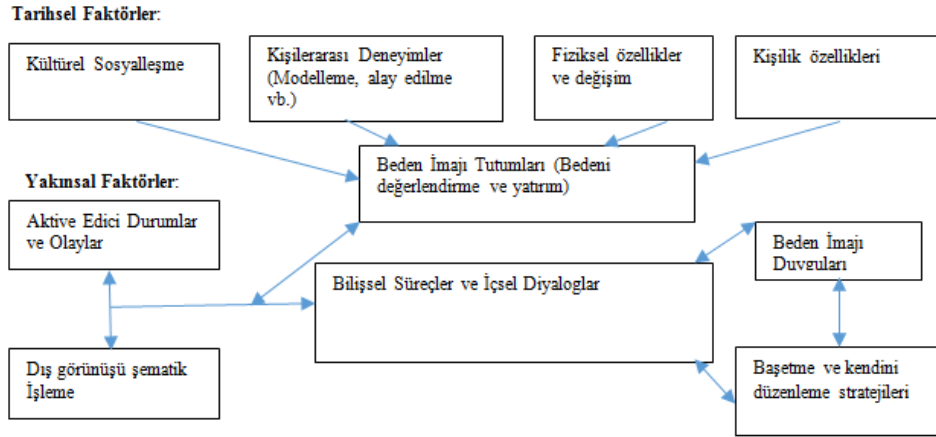 Tarihsel Faktörler:
Kültürel Sosyalleşme
Kişilerarası Deneyimler
(Modelleme, alay edilme
vb.)
Fiziksel özellikler
ve değişim
Kişilik özellikleri
Beden İmajı Tutumları (Bedeni
değerlendirme ve yatırım)
Yakınsal Faktörler:
Aktive Edici Durumlar
ve Olaylar
Beden İmajı
Duyguları
Bilişsel Süreçler ve İçsel Diyaloglar
Dış görünüşü şematik
İşleme
Başetme ve kendini
düzenleme stratejileri